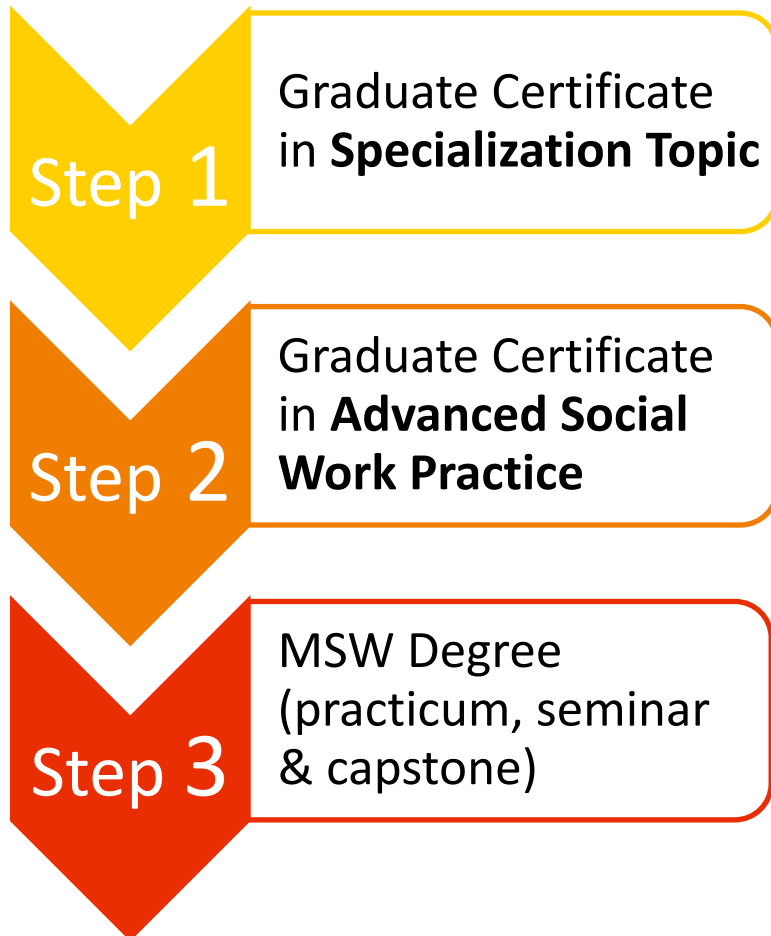 Step 1
Graduate Certificate
in Specialization Topic
Step 2
Graduate Certificate
in Advanced Social
Work Practice
Step 3
MSW Degree
(practicum, seminar
& capstone)